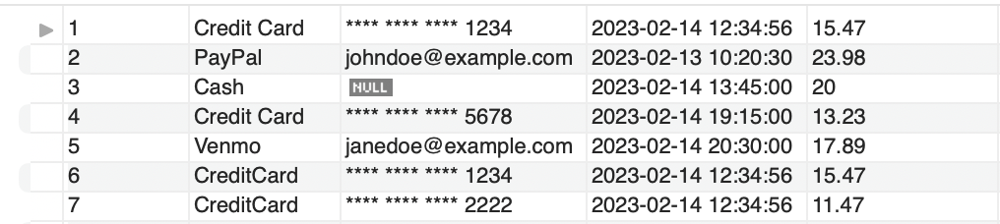 1 Credit Card **** **** **** 1234 2023-02-14 12:34:56 15.47
2 PayPal johndoe@example.com 2023-02-13 10:20:30 23.98
3 Cash NULL 2023-02-14 13:45:00 20
4 Credit Card **** **** **** 5678 2023-02-14 19:15:00 13.23
5 Venmo janedoe@example.com 2023-02-14 20:30:00 17.89
6 CreditCard **** **** **** 1234 2023-02-14 12:34:56 15.47
7 CreditCard **** **** **** 2222 2023-02-14 12:34:56 11.47